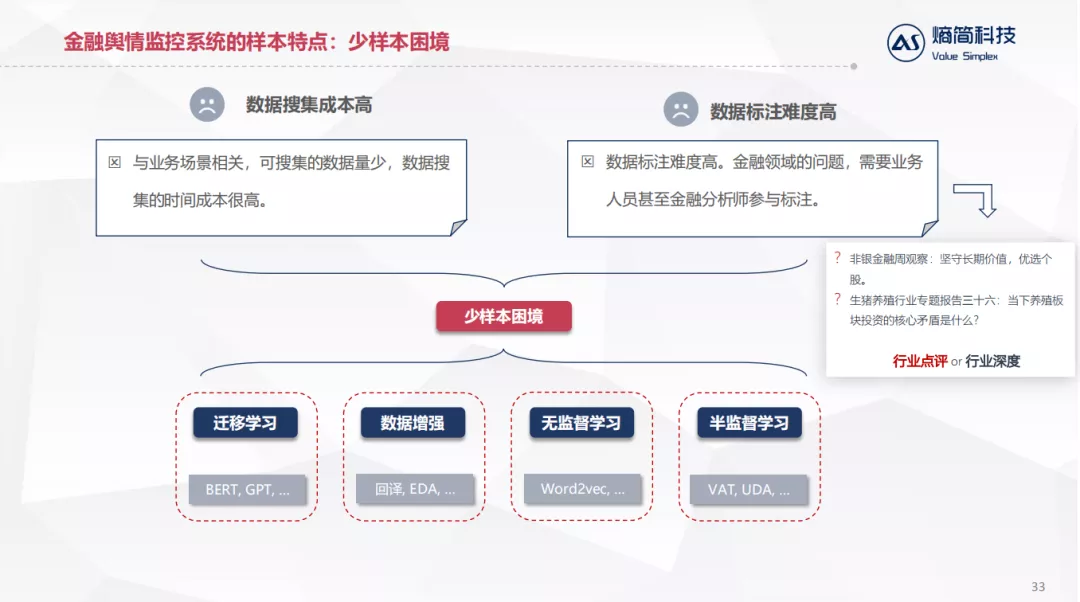 金融舆情监控系统的样本特点：少样本困境
熵简科技
Value Simplex
数据搜集成本高
数据标注难度高
与业务场景相关，可搜集的数据量少，数据搜
集的时间成本很高。
数据标注难度高。金融领域的问题，需要业务
人员甚至金融分析师参与标注。
? 非银金融周观察：坚守长期价值，优选个
股。
? 生猪养殖行业专题报告三十六：当下养殖板
块投资的核心矛盾是什么？
行业点评 or 行业深度
少样本困境
迁移学习
数据增强
无监督学习
半监督学习
BERT, GPT, ...
回译, EDA, ...
Word2vec, ...
VAT, UDA, ...
33